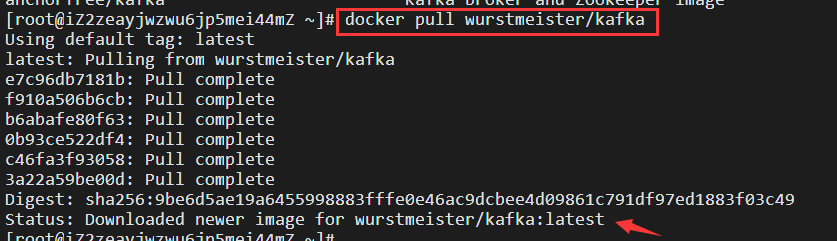 anchorfree/kafka kafka broker and Zookeeper image
[root@iZ2zeayjwzwu6jp5mei44mZ ~]# docker pull wurstmeister/kafka
Using default tag: latest
latest: Pulling from wurstmeister/kafka
e7c96db7181b: Pull complete
f910a506b6cb: Pull complete
b6abafe80f63: Pull complete
0b93ce522df4: Pull complete
c46fa3f93058: Pull complete
3a22a59be00d: Pull complete
Digest: sha256:9be6d5ae19a6455998883fffe0e46ac9dcbee4d09861c791df97ed1883f03c49
Status: Downloaded newer image for wurstmeister/kafka:latest
[root@iZ2zeayjwzwu6jp5mei44mZ ~]#